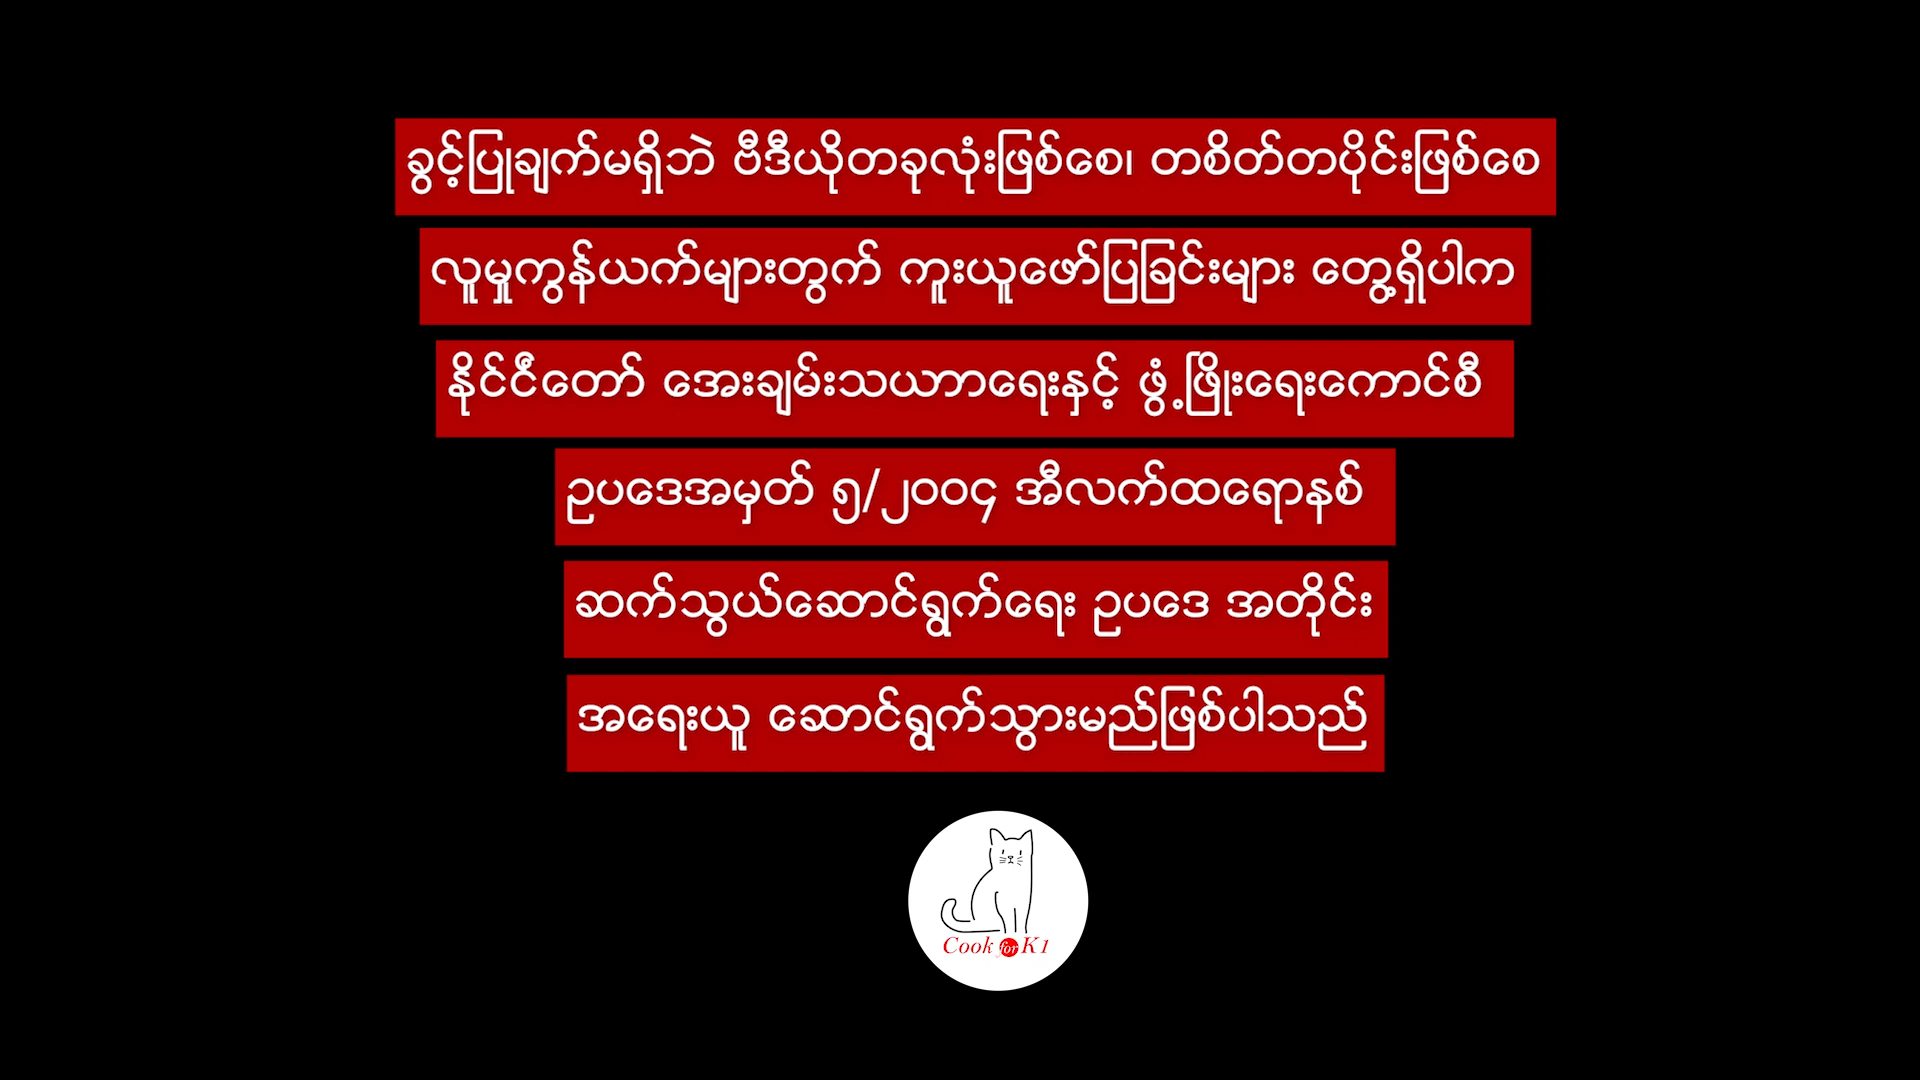 ခွင့်ပြုချက်မရှိဘဲ ဗီဒီယိုတခုလုံးဖြစ်စေ၊ တစိတ်တပိုင်းဖြစ်စေ
လူမှုကွန်ယက်များတွက် ကူးယူဖော်ပြခြင်းများ တွေ့ရှိပါက
နိုင်ငံီတော် အေးချမ်းသယာာရေးနှင့် ဖွံ့ဖြိုးရေးကောင်စီ
ဥပဒေအမှတ် ၅/၂၀၀၄ အီလက်ထရောနစ်
ဆက်သွယ်ဆောင်ရွက်ရေး ဥပဒေ အတိုင်း
အရေးယူ ဆောင်ရွက်သွားမည်ဖြစ်ပါသည်
Cook for K1